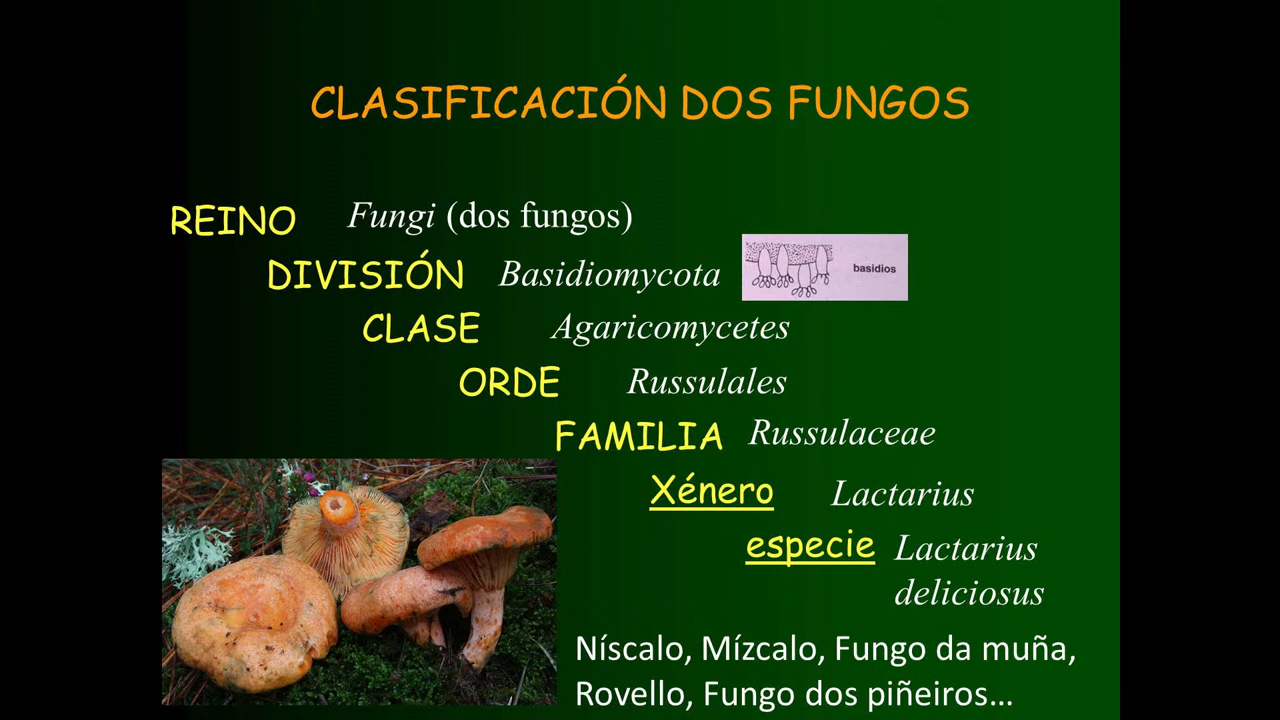 CLASIFICACIÓN DOS FUNGOS
REINO Fungi (dos fungos)
DIVISIÓN Basidiomycota
basidios
CLASE Agaricomycetes
ORDE Russulales
FAMILIA Russulaceae
Xénero Lactarius
especie Lactarius
deliciosus
Níscalo, Mízcalo, Fungo da muña,
Rovello, Fungo dos piñeiros...